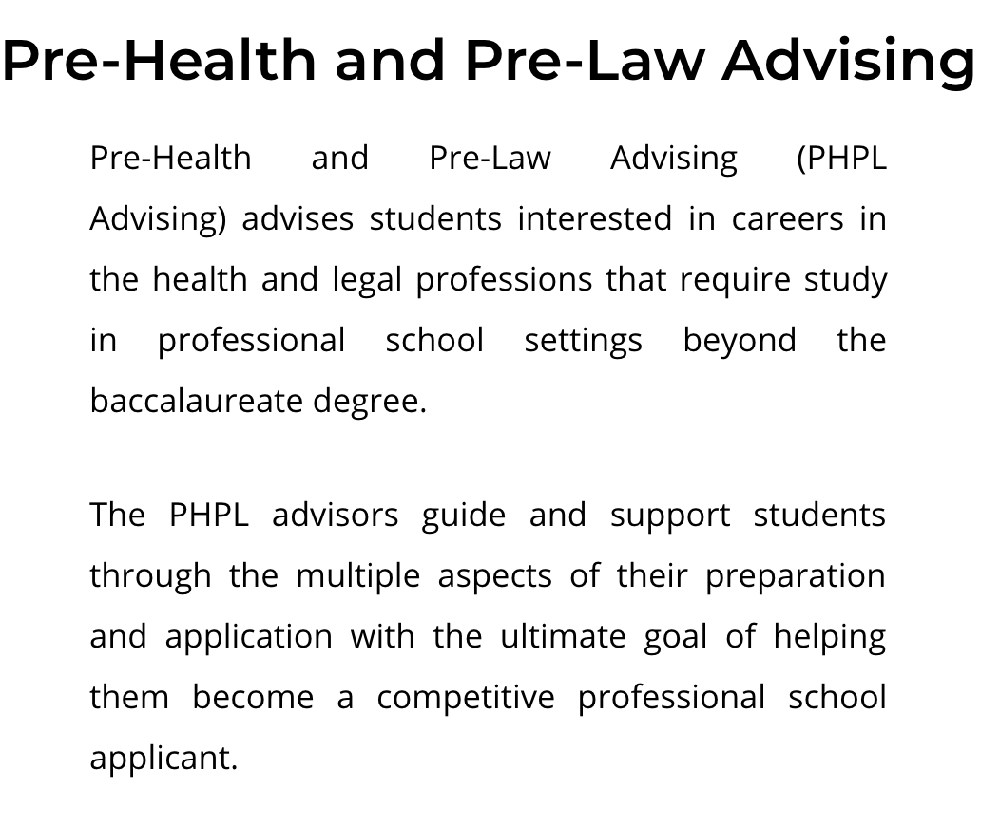 Pre-Health and Pre-Law Advising
Pre-Health and Pre-Law Advising (PHPL
Advising) advises students interested in careers in
the health and legal professions that require study
in professional school settings beyond the
baccalaureate degree.
The PHPL advisors guide and support students
through the multiple aspects of their preparation
and application with the ultimate goal of helping
them become a competitive professional school
applicant.